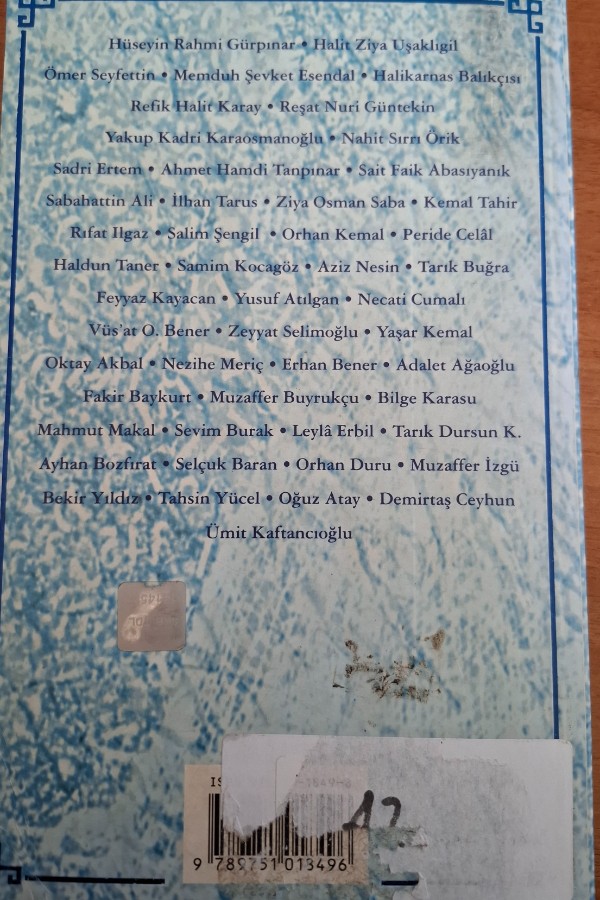 Hüseyin Rahmi Gürpınar • Halit Ziya Uşaklıgil
Ömer Seyfettin • Memduh Şevket Esendal • Halikarnas Balıkçısı
Refik Halit Karay • Reşat Nuri Güntekin
Yakup Kadri Karaosmanoğlu • Nahit Sırrı Örik
Sadri Ertem • Ahmet Hamdi Tanpınar • Sait Faik Abasıyanık
Sabahattin Ali • İlhan Tarus • Ziya Osman Saba • Kemal Tahir
Rıfat Ilgaz • Salim Şengil • Orhan Kemal • Peride Celâl
Haldun Taner • Samim Kocagöz • Aziz Nesin • Tarık Buğra
Feyyaz Kayacan • Yusuf Atılgan • Necati Cumalı
Vüs'at O. Bener • Zeyyat Selimoğlu • Yaşar Kemal
Oktay Akbal • Nezihe Meriç • Erhan Bener • Adalet Ağaoğlu
Fakir Baykurt • Muzaffer Buyrukçu • Bilge Karasu
Mahmut Makal • Sevim Burak • Leylâ Erbil • Tarık Dursun K.
Ayhan Bozfırat • Selçuk Baran • Orhan Duru • Muzaffer İzgü
Bekir Yıldız • Tahsin Yücel • Oğuz Atay • Demirtaş Ceyhun
Ümit Kaftancıoğlu
12
9 789751 013496